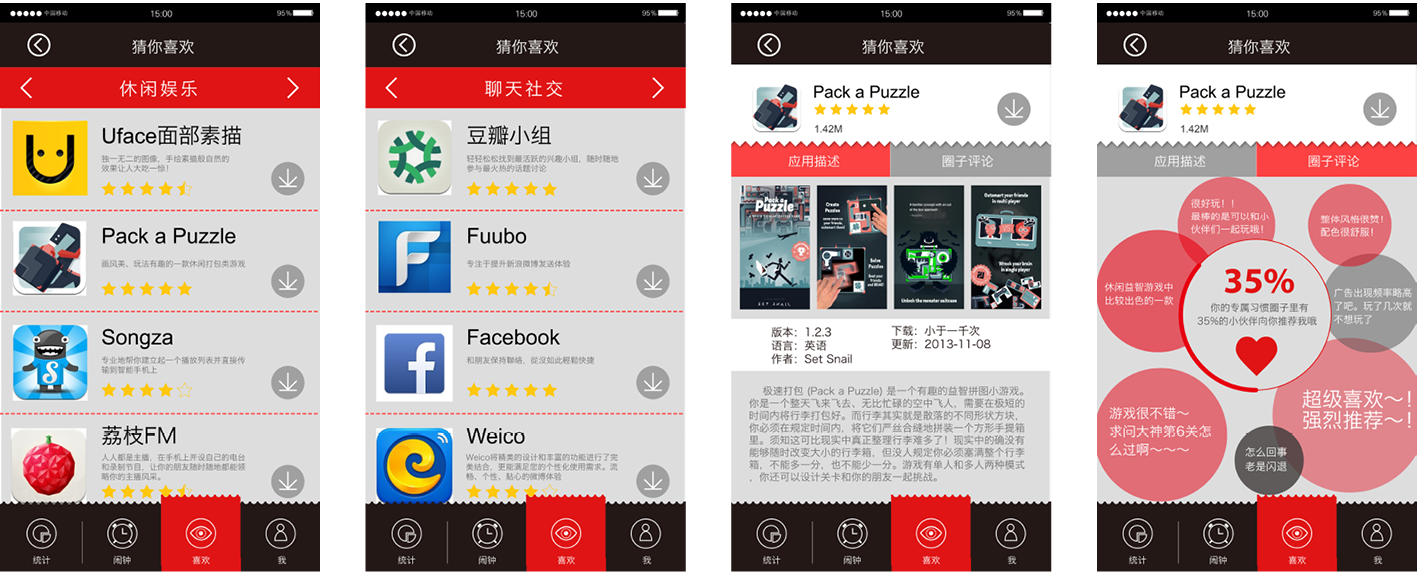 中国移动 15:00 95%
猜你喜欢
休闲娱乐
Uface面部素描
独一无二的图像，手绘素描般自然的
效果让人大吃一惊！
Pack a Puzzle
画风美、玩法有趣的一款休闲打包类游戏
Songza
专业地帮你建立起一个播放列表并直接传
输到智能手机上
荔枝FM
人人都是主播，在手机上开设自己的电台
和录制节目，让你的朋友随时随地都能领
略你的主播风采。
统计 闹钟 喜欢 我
中国移动 15:00 95%
猜你喜欢
聊天社交
豆瓣小组
轻轻松松找到最活跃的兴趣小组，随时随地
参与最火热的话题讨论
Fuubo
专注于提升新浪微博发送体验
Facebook
和朋友保持聯絡，從沒如此輕鬆快捷
Weico
Weico将精美的设计和丰富的功能进行了完
美结合，更能满足您的个性化使用需求。流
畅、个性、贴心的微博体验
统计 闹钟 喜欢 我
中国移动 15:00 95%
猜你喜欢
Pack a Puzzle
1.42M
应用描述 圈子评论
Pack a
Puzzle
SET SNAIL
Create
Puzzles
Solve
Puzzles
Unlock the monster suitcase
Outsmart your friends
in multi player
Wrack your brain
in single player
版本：1.2.3 下载：小于一千次
语言：英语 更新：2013-11-08
作者：Set Snail
极速打包 (Pack a Puzzle) 是一个有趣的益智拼图小游戏。
你是一个整天飞来飞去、无比忙碌的空中飞人，需要在极短的
时间内将行李打包好。而行李其实就是散落的不同形状方块，
你必须在规定时间内，将它们严丝合缝地拼装一个方形手提箱
里。须知这可比现实中真正整理行李难多了！现实中的确没有
能够随时改变大小的行李箱，但没人规定你必须塞满整个行李
箱，不能多一分，也不能少一分。游戏有单人和多人两种模式
，你还可以设计关卡和你的朋友一起挑战。
统计 闹钟 喜欢 我
中国移动 15:00 95%
猜你喜欢
Pack a Puzzle
1.42M
应用描述 圈子评论
很好玩！！
最棒的是可以和小
伙伴们一起玩哦！
整体风格很赞！
配色很舒服！
休闲益智游戏中
比较出色的一款
35%
你的专属习惯圈子里有
35%的小伙伴向你推荐我哦
广告出现频率略高
了吧。玩了几次就
不想玩了
游戏很不错～
求问大神第6关怎
么过啊～～～
超级喜欢～！
强烈推荐～！
怎么回事
老是闪退
统计 闹钟 喜欢 我